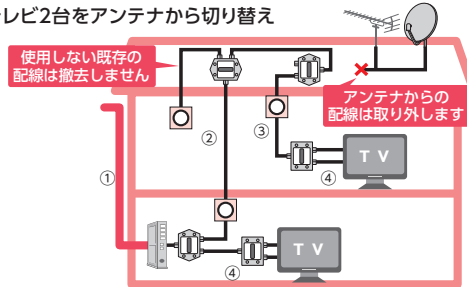 テレビ2台をアンテナから切り替え
使用しない既存の
配線は撤去しません
アンテナからの
配線は取り外します
②
③
TV
④
①
TV
④